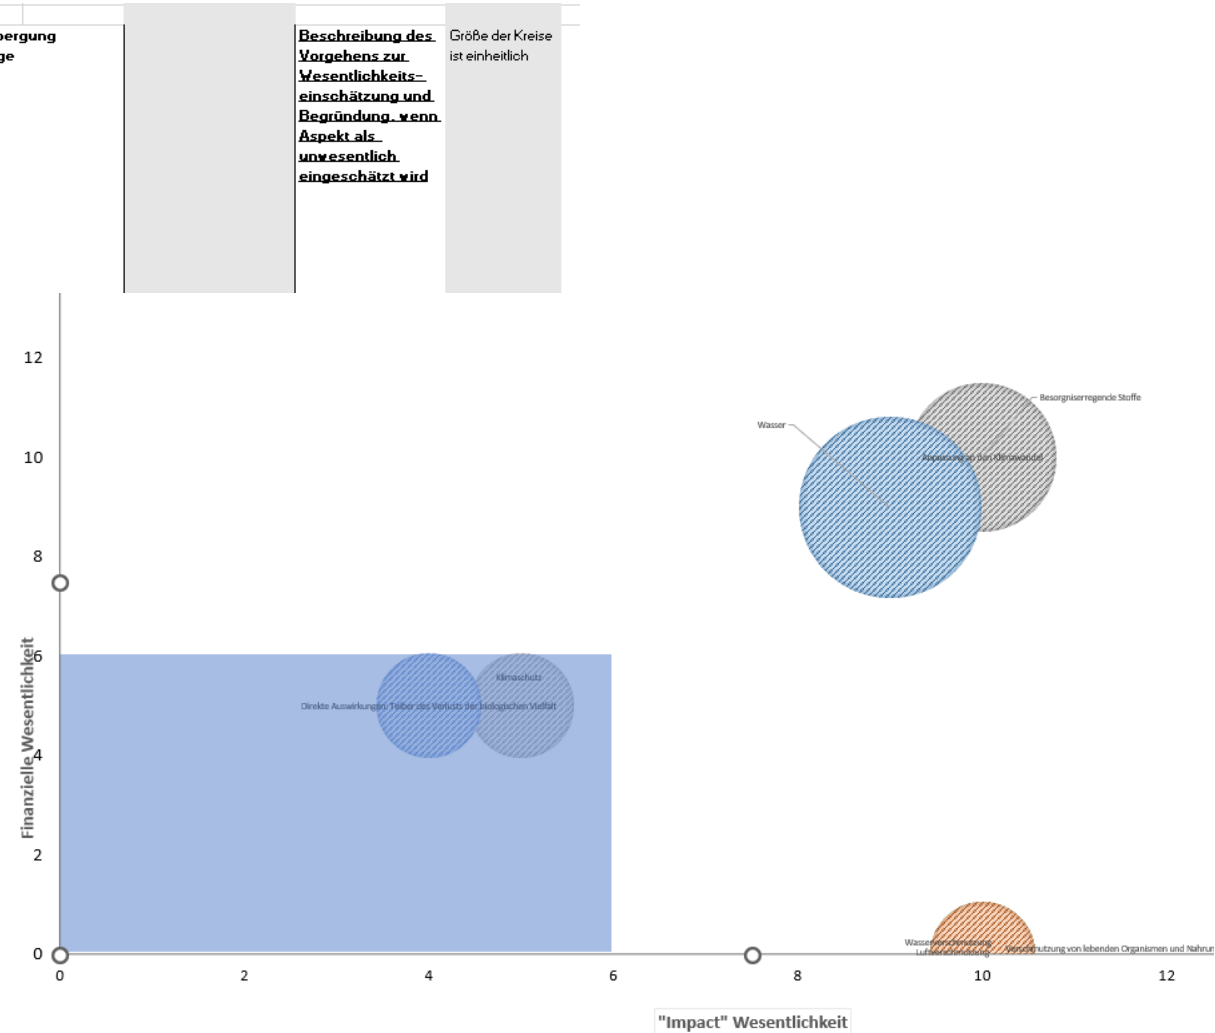 bergung
ge
Beschreibung des
Vorgehens zur
Wesentlichkeits-
einschätzung und
Begründung, wenn
Aspekt als
unwesentlich
eingeschätzt wird
Größe der Kreise
ist einheitlich
12
10
8
6
4
2
0
Finanzielle Wesentlichkeit
Besorgniserregende Stoffe
Wasser
Anpassung an den Klimawandel
Klimaschutz
Direkte Auswirkungen: Teiber des Verlusts der biologischen Vielfalt
Wasserverschmutzung
Luftverschmutzung
Verschmutzung von lebenden Organismen und Nahrun
0
2
4
6
8
10
12
"Impact" Wesentlichkeit